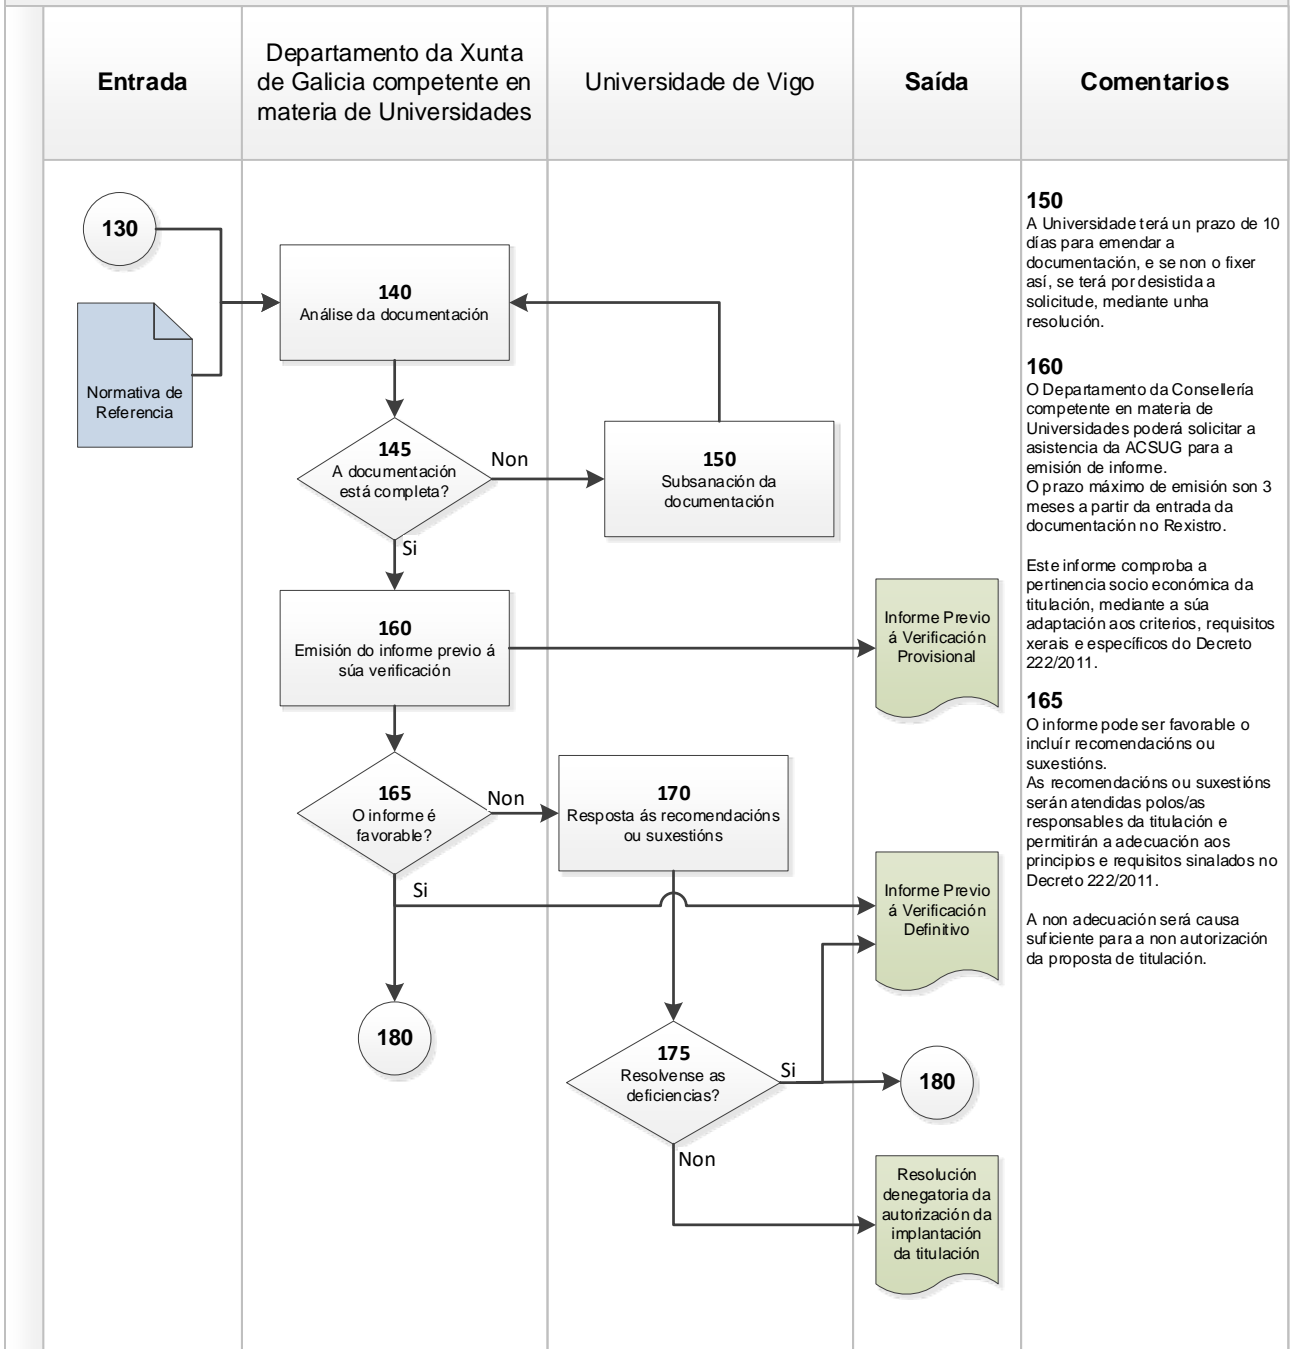 Entrada
Departamento da Xunta
de Galicia competente en
materia de Universidades
Universidade de Vigo
Saída
Comentarios
130
Normativa de
Referencia
140
Análise da documentación
145
A documentación
está completa?
Non
150
Subsanación da
documentación
Si
160
Emisión do informe previo á
súa verificación
Informe Previo
á Verificación
Provisional
165
O informe é
favorable?
Non
170
Resposta ás recomendacións
ou suxestións
Si
Informe Previo
á Verificación
Definitivo
180
175
Resolvense as
deficiencias?
Si
180
Non
Resolución
denegatoria da
autorización da
implantación
da titulación
150
A Universidade terá un prazo de 10
días para emendar a
documentación, e se non o fixer
así, se terá por desistida a
solicitude, mediante unha
resolución.
160
O Departamento da Consellería
competente en materia de
Universidades poderá solicitar a
asistencia da ACSUG para a
emisión de informe.
O prazo máximo de emisión son 3
meses a partir da entrada da
documentación no Rexistro.
Este informe comproba a
pertinencia socio económica da
titulación, mediante a súa
adaptación aos criterios, requisitos
xerais e específicos do Decreto
222/2011.
165
O informe pode ser favorable o
incluír recomendacións ou
suxestións.
As recomendacións ou suxestións
serán atendidas polos/as
responsables da titulación e
permitirán a adecuación aos
principios e requisitos sinalados no
Decreto 222/2011.
A non adecuación será causa
suficiente para a non autorización
da proposta de titulación.